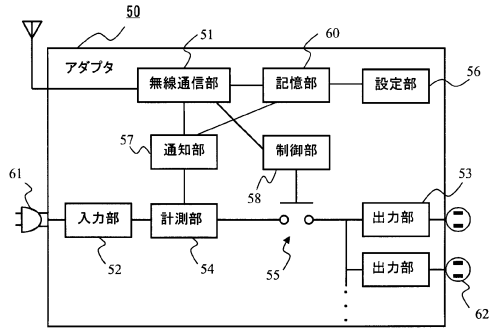 50
アダプタ
51
60
無線通信部
記憶部
設定部
56
57
通知部
制御部
58
61
53
入力部
計測部
出力部
52
54
55
出力部
62